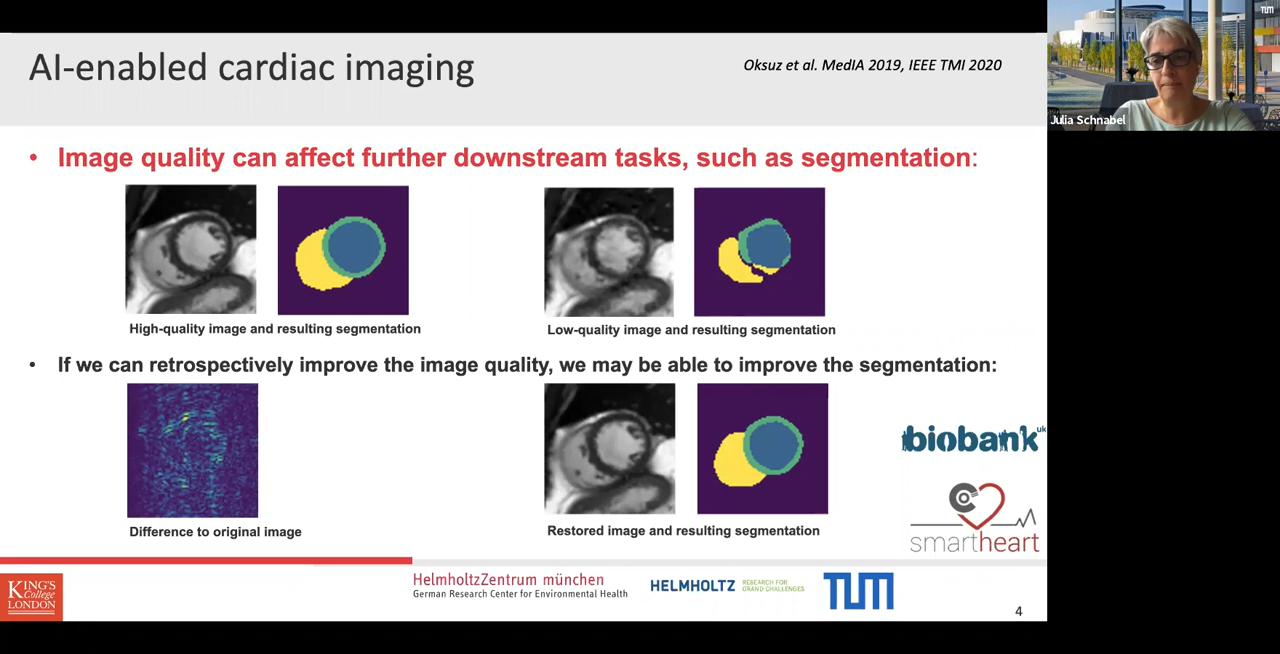 AI-enabled cardiac imaging
Oksuz et al. MedIA 2019, IEEE TMI 2020
TUM
Julia Schnabel
• Image quality can affect further downstream tasks, such as segmentation:
High-quality image and resulting segmentation
Low-quality image and resulting segmentation
• If we can retrospectively improve the image quality, we may be able to improve the segmentation:
Difference to original image
Restored image and resulting segmentation
biobank uk
smartheart
KING'S
College
LONDON
HelmholtzZentrum münchen
German Research Center for Environmental Health
HELMHOLTZ
RESEARCH FOR
GRAND CHALLENGES
TUM
4